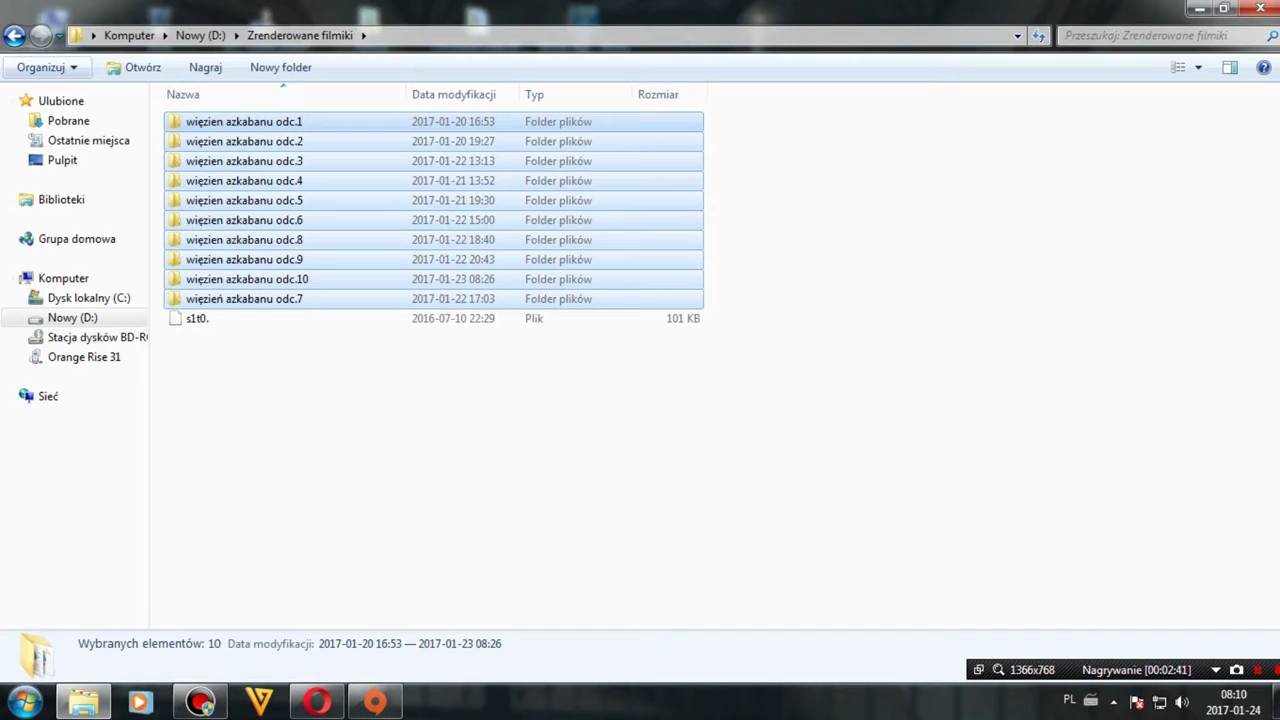 Komputer Nowy (D:) Zrenderowane filmiki Przeszukaj: Zrenderowane filmiki
Organizuj Otwórz Nagraj Nowy folder
Ulubione
Pobrane
Ostatnie miejsca
Pulpit
Biblioteki
Grupa domowa
Komputer
Dysk lokalny (C:)
Nowy (D:)
Stacja dysków BD-R
Orange Rise 31
Sieć
Nazwa Data modyfikacji Typ Rozmiar
więzien azkabanu odc.1 2017-01-20 16:53 Folder plików
więzien azkabanu odc.2 2017-01-20 19:27 Folder plików
więzien azkabanu odc.3 2017-01-22 13:13 Folder plików
więzien azkabanu odc.4 2017-01-21 13:52 Folder plików
więzien azkabanu odc.5 2017-01-21 19:30 Folder plików
więzien azkabanu odc.6 2017-01-22 15:00 Folder plików
więzien azkabanu odc.8 2017-01-22 18:40 Folder plików
więzien azkabanu odc.9 2017-01-22 20:43 Folder plików
więzien azkabanu odc.10 2017-01-23 08:26 Folder plików
więzień azkabanu odc.7 2017-01-22 17:03 Folder plików
s1t0. 2016-07-10 22:29 Plik 101 KB
Wybranych elementów: 10 Data modyfikacji: 2017-01-20 16:53 — 2017-01-23 08:26
1366x768 Nagrywanie [00:02:41]
PL 08:10
2017-01-24